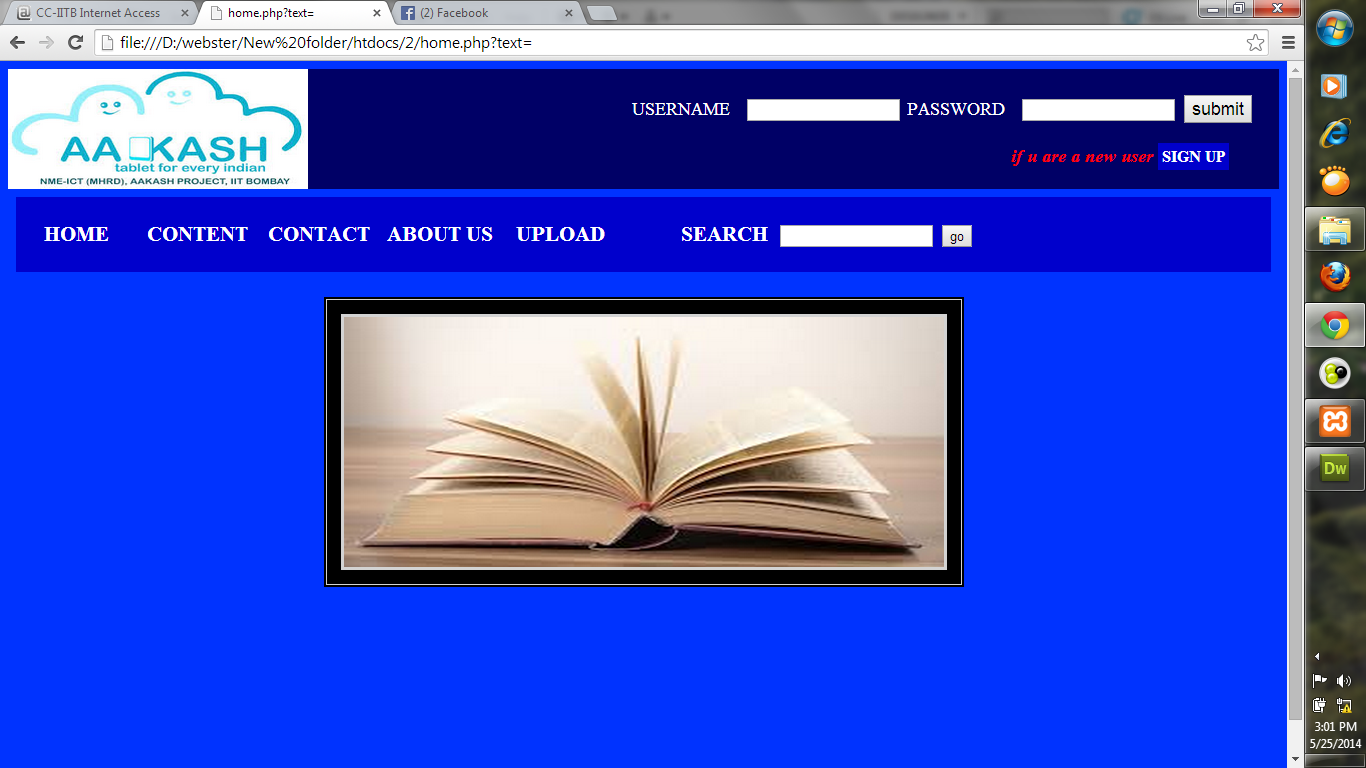 CC-IITB Internet Access
home.php?text=
(2) Facebook
file:///D:/webster/New%20folder/htdocs/2/home.php?text=
AA KASH
tablet for every indian
NME-ICT (MHRD), AAKASH PROJECT, IIT BOMBAY
USERNAME PASSWORD submit
if u are a new user SIGN UP
HOME CONTENT CONTACT ABOUT US UPLOAD SEARCH go
Dw
3:01 PM
5/25/2014